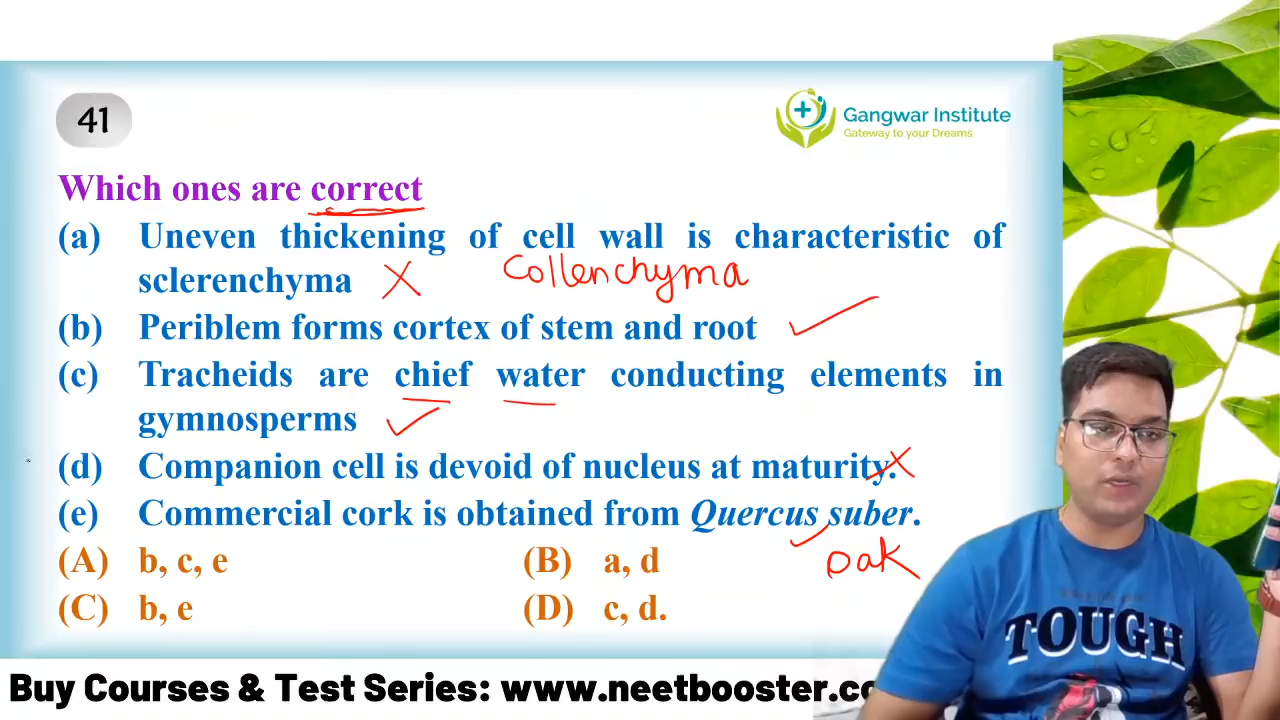 41
Gangwar Institute
Gateway to your Dreams
Which ones are correct
(a) Uneven thickening of cell wall is characteristic of
sclerenchyma X Collenchyma
(b) Periblem forms cortex of stem and root
(c) Tracheids are chief water conducting elements in
gymnosperms
(d) Companion cell is devoid of nucleus at maturity. X
(e) Commercial cork is obtained from Quercus suber.
oak
(A) b, c, e (B) a, d
(C) b, e (D) c, d.
TOUGH
Buy Courses & Test Series: www.neetbooster.co